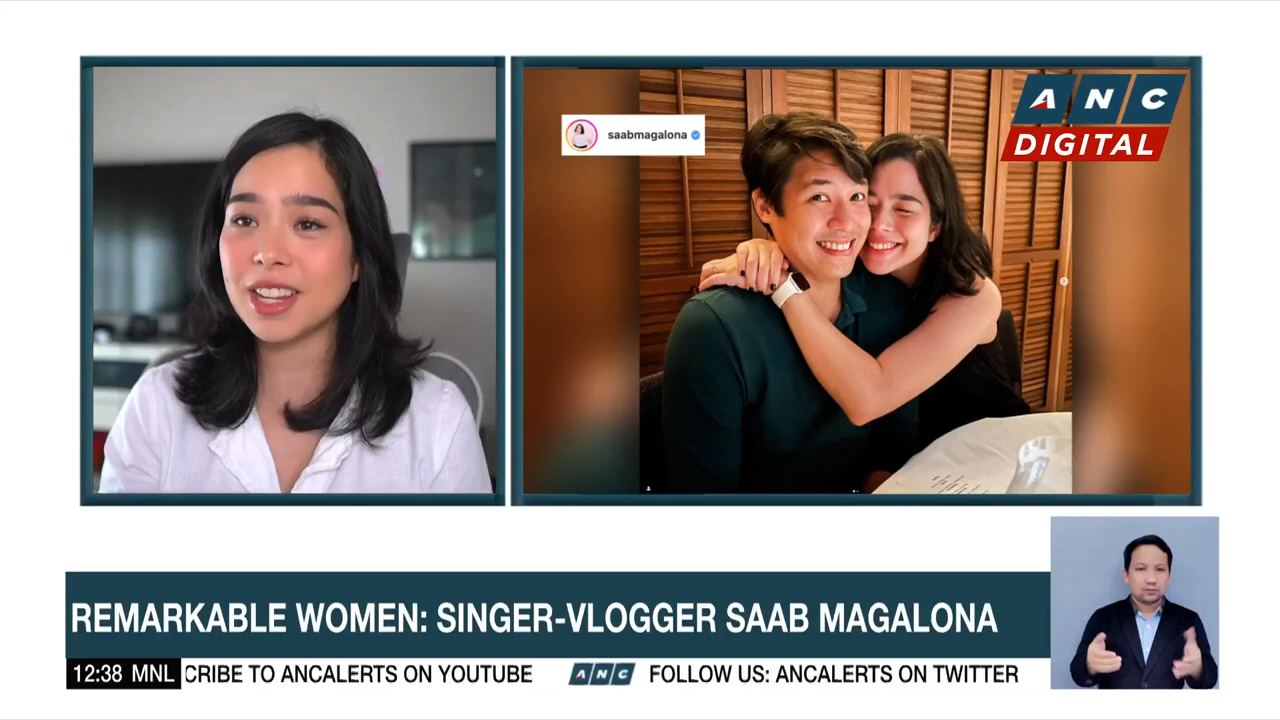 saabmagalona
ANC
DIGITAL
REMARKABLE WOMEN: SINGER-VLOGGER SAAB MAGALONA
12:38 MNL CRIBE TO ANCALERTS ON YOUTUBE ANC FOLLOW US: ANCALERTS ON TWITTER